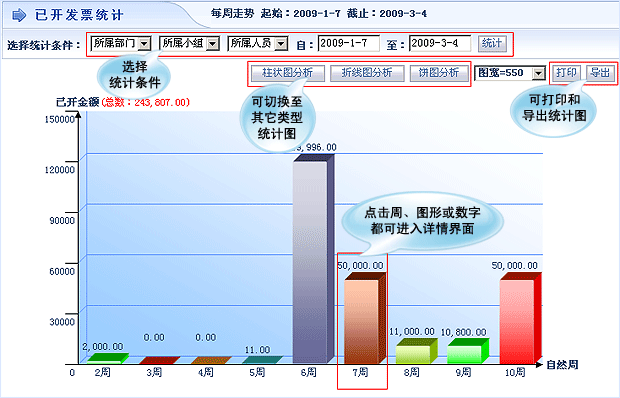 已开发票统计
每周走势 起始：2009-1-7 截止：2009-3-4
选择统计条件： 所属部门 所属小组 所属人员 自： 2009-1-7 至： 2009-3-4 统计
选择
统计条件
柱状图分析 折线图分析 饼图分析 图宽=550 打印 导出
可切换至
其它类型
统计图
可打印和
导出统计图
已开金额(总数：243,807.00)
150000
120000
90000
60000
30000
0
9,996.00
点击周、图形或数字
都可进入详情界面
2,000.00
0.00
0.00
11.00
50,000.00
11,000.00
10,800.00
50,000.00
2周 3周 4周 5周 6周 7周 8周 9周 10周
自然周